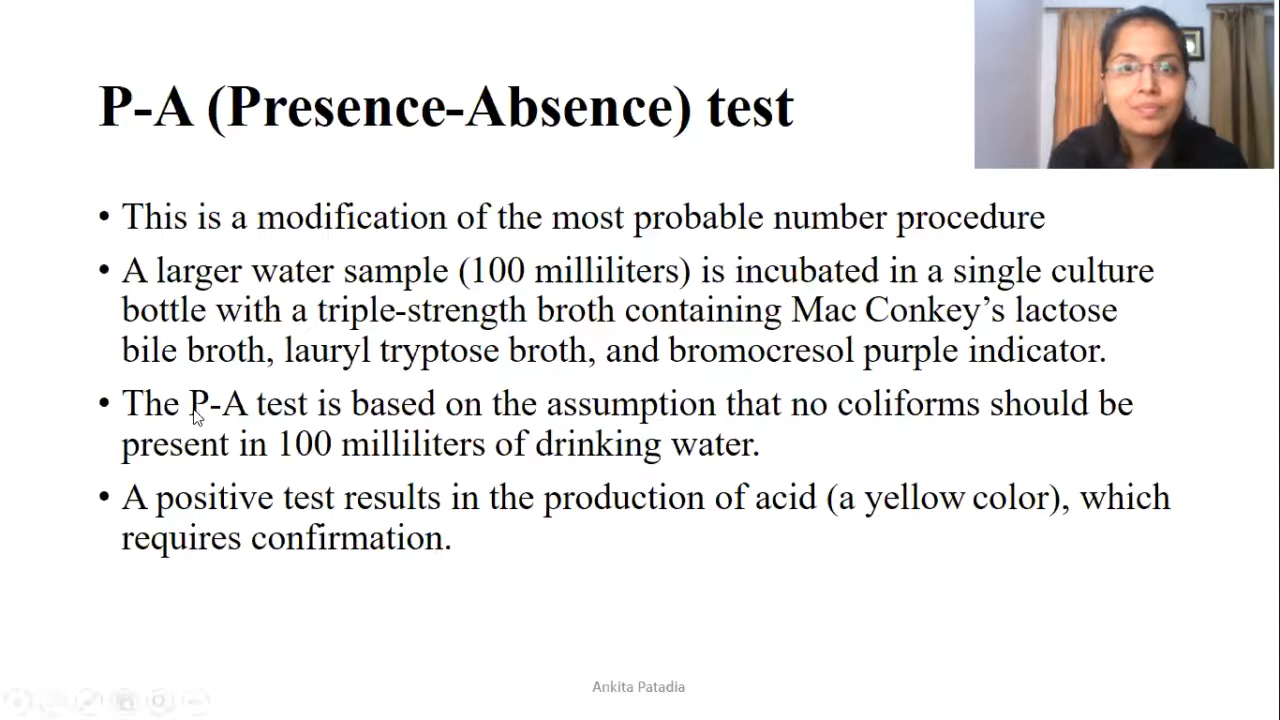 P-A (Presence-Absence) test
• This is a modification of the most probable number procedure
• A larger water sample (100 milliliters) is incubated in a single culture
bottle with a triple-strength broth containing Mac Conkey’s lactose
bile broth, lauryl tryptose broth, and bromocresol purple indicator.
• The P-A test is based on the assumption that no coliforms should be
present in 100 milliliters of drinking water.
• A positive test results in the production of acid (a yellow color), which
requires confirmation.
Ankita Patadia